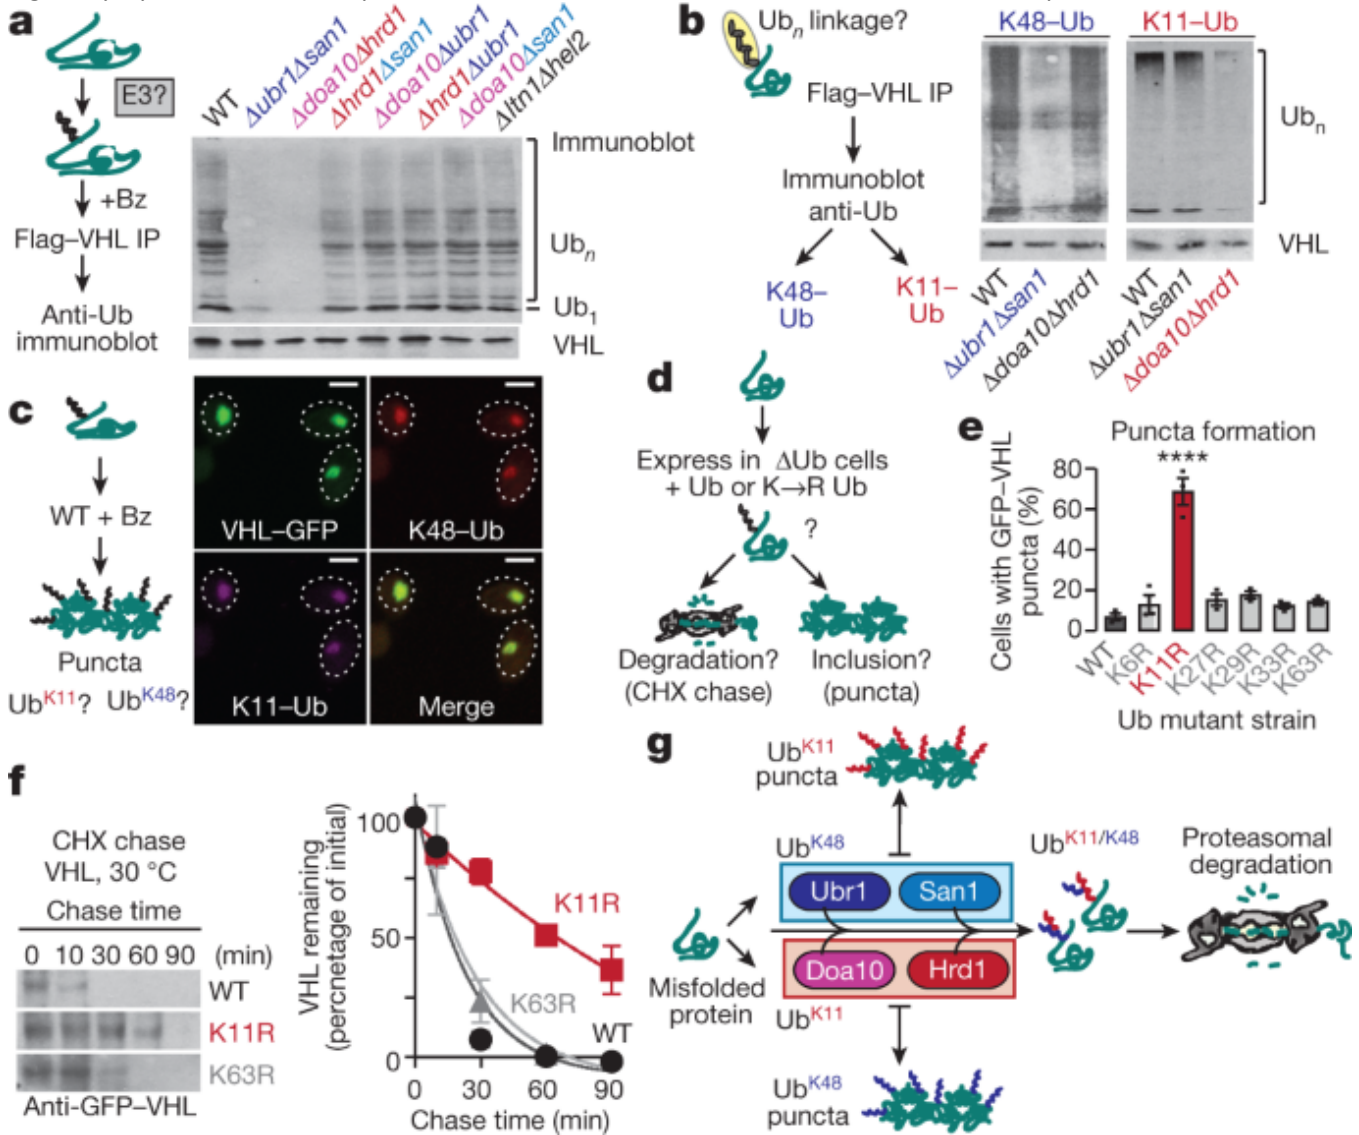 a
E3?
+Bz
Flag–VHL IP
Anti-Ub
immunoblot
WT
Δubr1Δsan1
Δdoa10Δhrd1
Δhrd1Δsan1
Δdoa10Δubr1
Δhrd1Δubr1
Δdoa10Δsan1
Δltn1Δhel2
Immunoblot
Ubn
Ub1
VHL
b
Ubn linkage?
Flag–VHL IP
Immunoblot
anti-Ub
K48–
Ub
K11–
Ub
K48–Ub
K11–Ub
Ubn
VHL
WT
Δubr1Δsan1
Δdoa10Δhrd1
WT
Δubr1Δsan1
Δdoa10Δhrd1
c
WT + Bz
Puncta
UbK11? UbK48?
VHL–GFP
K48–Ub
K11–Ub
Merge
d
Express in ΔUb cells
+ Ub or K→R Ub
?
Degradation?
(CHX chase)
Inclusion?
(puncta)
e
Puncta formation
****
Cells with GFP–VHL
puncta (%)
80
60
40
20
0
WT
K6R
K11R
K27R
K29R
K33R
K63R
Ub mutant strain
f
CHX chase
VHL, 30 °C
Chase time
0 10 30 60 90 (min)
WT
K11R
K63R
Anti-GFP–VHL
VHL remaining
(percnetage of initial)
100
50
0
K11R
K63R
WT
0 30 60 90
Chase time (min)
g
UbK11
puncta
UbK48
Ubr1
San1
Doa10
Hrd1
UbK11
Misfolded
protein
UbK11/K48
Proteasomal
degradation
UbK48
puncta